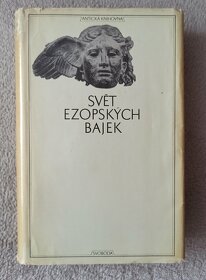 ANTICKÁ KNIHOVNA
SVĚT
EZOPSKÝCH
BAJEK
SVOBODA